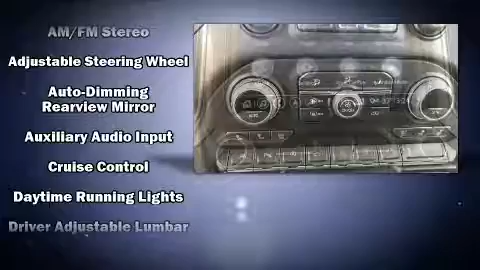 AM/FM Stereo
Adjustable Steering Wheel
Auto-Dimming
Rearview Mirror
Auxiliary Audio Input
Cruise Control
Daytime Running Lights
Driver Adjustable Lumbar